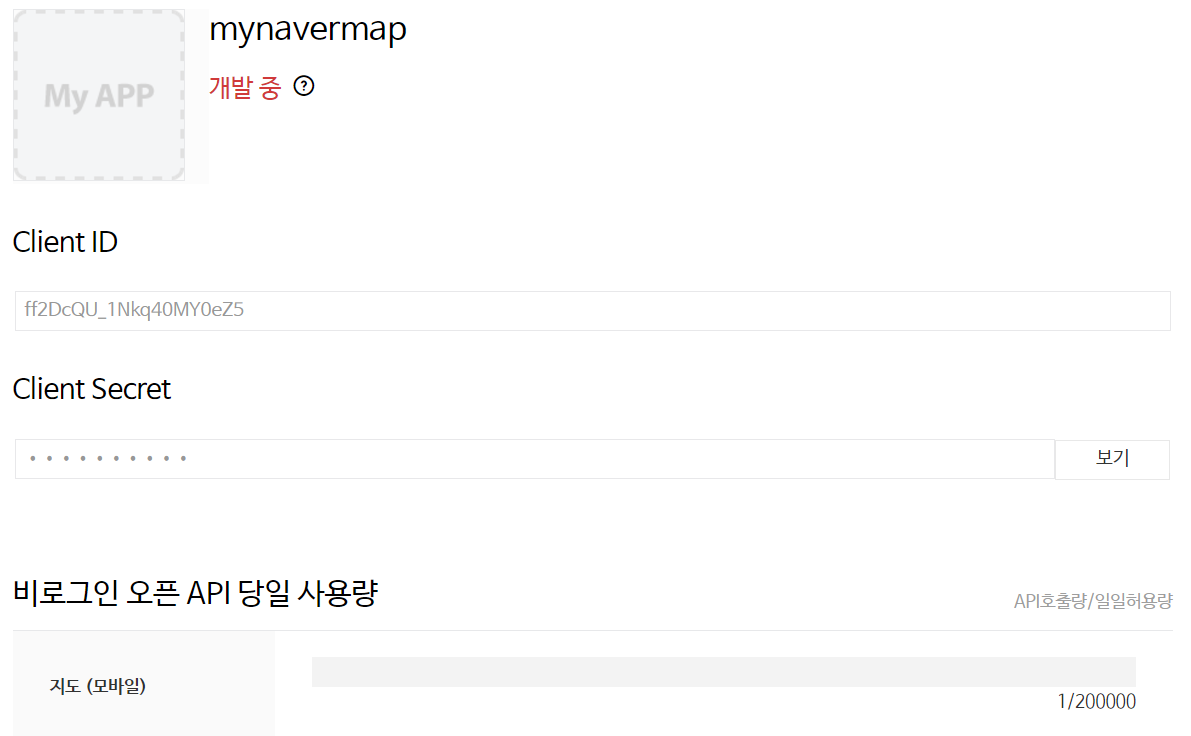 My APP
mynavermap
개발 중 ?
Client ID
ff2DcQU_1Nkq40MY0eZ5
Client Secret
••••••••••
보기
비로그인 오픈 API 당일 사용량
API호출량/일일허용량
지도 (모바일)
1/200000